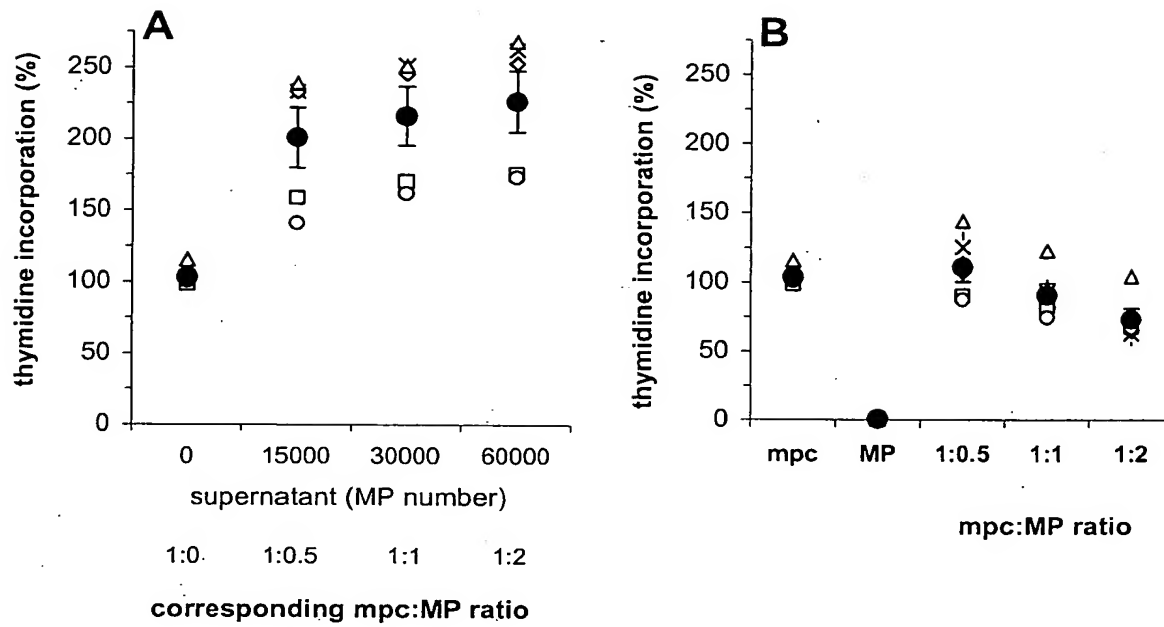 A
thymidine incorporation (%)
250
200
150
100
50
0
0 15000 30000 60000
supernatant (MP number)
1:0. 1:0.5 1:1 1:2
corresponding mpc:MP ratio
B
thymidine incorporation (%)
250
200
150
100
50
0
mpc MP 1:0.5 1:1 1:2
mpc:MP ratio